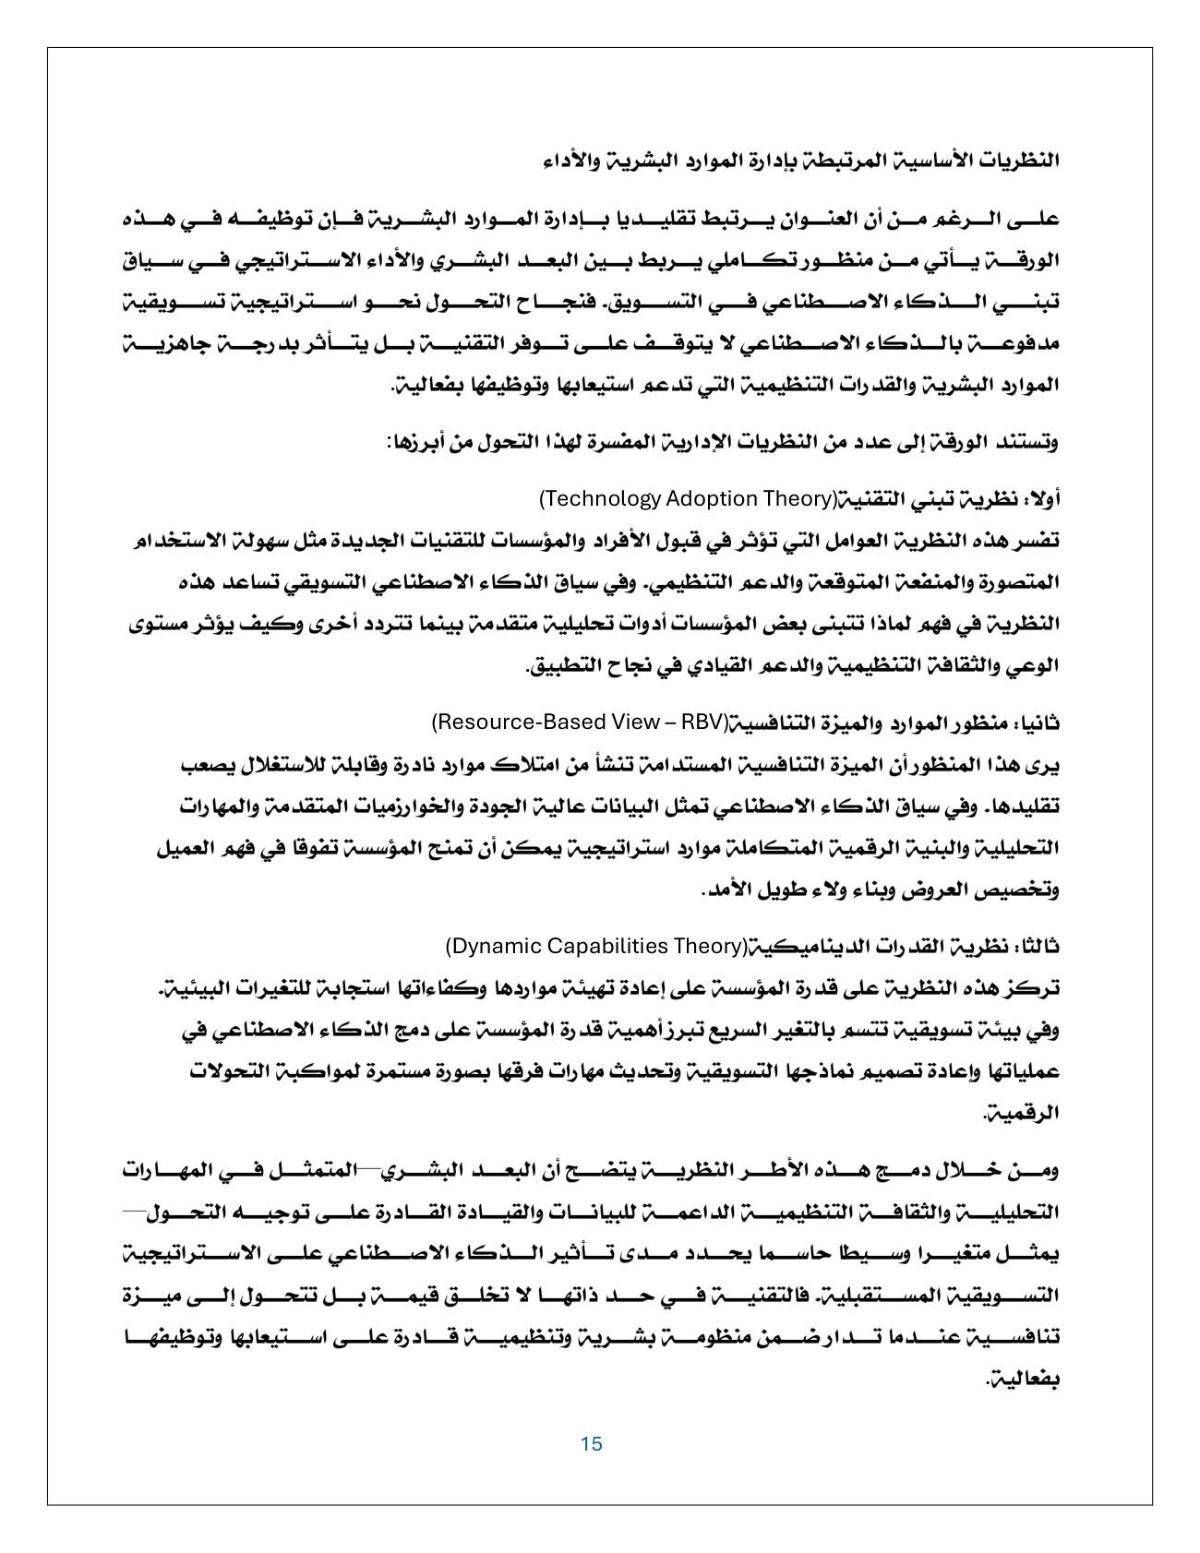 النظريات الأساسية المرتبطة بإدارة الموارد البشرية والأداء
على الرغم من أن العنوان يرتبط تقليديا بإدارة الموارد البشرية فإن توظيفه في هذه
الورقة يأتي من منظور تكاملي يربط بين البعد البشري والأداء الاستراتيجي في سياق
تبني الذكاء الاصطناعي في التسويق. فنجاح التحول نحو استراتيجية تسويقية
مدفوعة بالذكاء الاصطناعي لا يتوقف على توفر التقنية بل يتأثر بدرجة جاهزية
الموارد البشرية والقدرات التنظيمية التي تدعم استيعابها وتوظيفها بفعالية.
وتستند الورقة إلى عدد من النظريات الإدارية المفسرة لهذا التحول من أبرزها:
أولا: نظرية تبني التقنية(Technology Adoption Theory)
تفسر هذه النظرية العوامل التي تؤثر في قبول الأفراد والمؤسسات للتقنيات الجديدة مثل سهولة الاستخدام
المتصورة والمنفعة المتوقعة والدعم التنظيمي. وفي سياق الذكاء الاصطناعي التسويقي تساعد هذه
النظرية في فهم لماذا تتبنى بعض المؤسسات أدوات تحليلية متقدمة بينما تتردد أخرى وكيف يؤثر مستوى
الوعي والثقافة التنظيمية والدعم القيادي في نجاح التطبيق.
ثانيا: منظور الموارد والميزة التنافسية(Resource-Based View – RBV)
يرى هذا المنظور أن الميزة التنافسية المستدامة تنشأ من امتلاك موارد نادرة وقابلة للاستغلال يصعب
تقليدها. وفي سياق الذكاء الاصطناعي تمثل البيانات عالية الجودة والخوارزميات المتقدمة والمهارات
التحليلية والبنية الرقمية المتكاملة موارد استراتيجية يمكن أن تمنح المؤسسة تفوقا في فهم العميل
وتخصيص العروض وبناء ولاء طويل الأمد.
ثالثا: نظرية القدرات الديناميكية(Dynamic Capabilities Theory)
تركز هذه النظرية على قدرة المؤسسة على إعادة تهيئة مواردها وكفاءاتها استجابة للتغيرات البيئية.
وفي بيئة تسويقية تتسم بالتغير السريع تبرز أهمية قدرة المؤسسة على دمج الذكاء الاصطناعي في
عملياتها وإعادة تصميم نماذجها التسويقية وتحديث مهارات فرقها بصورة مستمرة لمواكبة التحولات
الرقمية.
ومن خلال دمج هذه الأطر النظرية يتضح أن البعد البشري—المتمثل في المهارات
التحليلية والثقافة التنظيمية الداعمة للبيانات والقيادة القادرة على توجيه التحول—
يمثل متغيرا وسيطا حاسما يحدد مدى تأثير الذكاء الاصطناعي على الاستراتيجية
التسويقية المستقبلية. فالتقنية في حد ذاتها لا تخلق قيمة بل تتحول إلى ميزة
تنافسية عندما تدار ضمن منظومة بشرية وتنظيمية قادرة على استيعابها وتوظيفها
بفعالية.
15